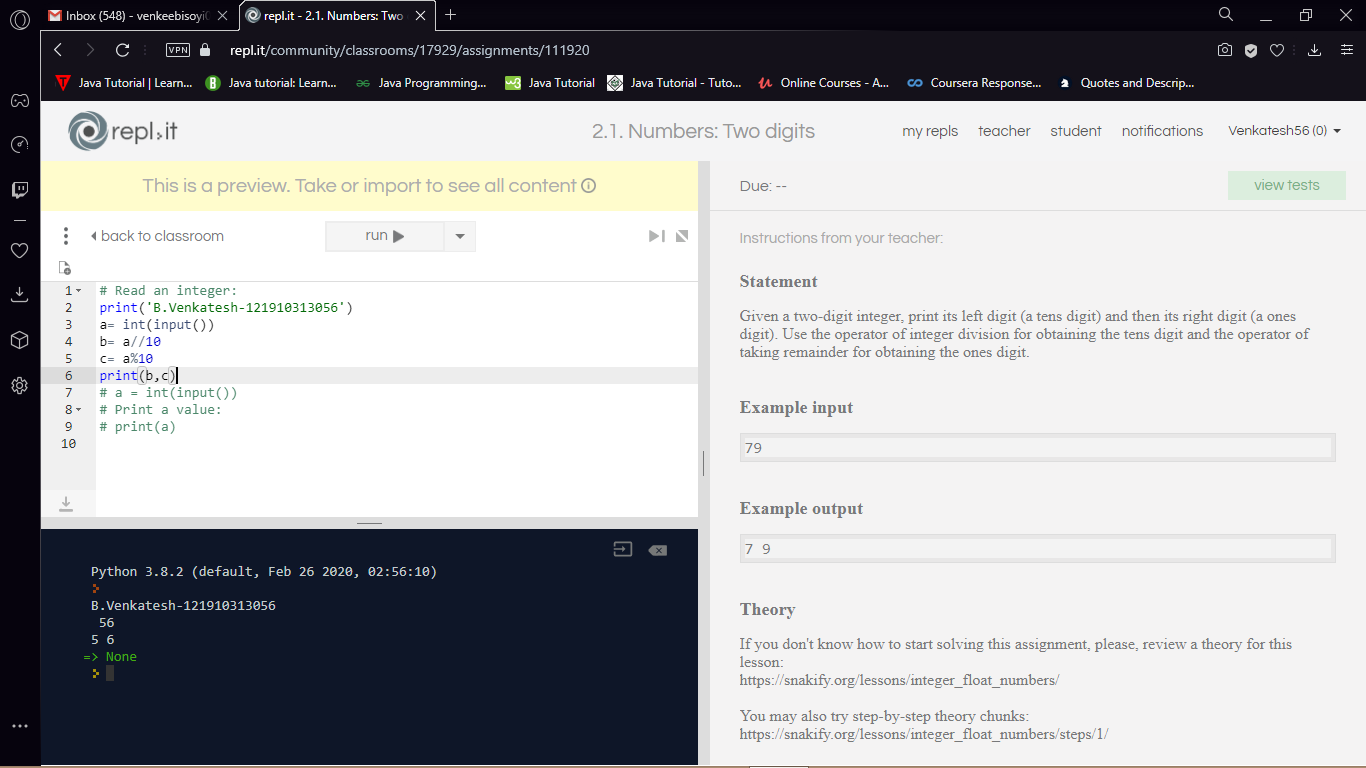 Inbox (548) - venkeebisoyi
repl.it - 2.1. Numbers: Two
VPN
repl.it/community/classrooms/17929/assignments/111920
Java Tutorial | Learn...
Java tutorial: Learn...
Java Programming...
Java Tutorial
Java Tutorial - Tuto...
Online Courses - A...
Coursera Response...
Quotes and Descrip...
repl.it
2.1. Numbers: Two digits
my repls
teacher
student
notifications
Venkatesh56 (0)
This is a preview. Take or import to see all content
back to classroom
run
1 # Read an integer:
2 print('B.Venkatesh-121910313056')
3 a= int(input())
4 b= a//10
5 c= a%10
6 print(b,c)
7 # a = int(input())
8 # Print a value:
9 # print(a)
10
Python 3.8.2 (default, Feb 26 2020, 02:56:10)
B.Venkatesh-121910313056
56
5 6
=> None
Due: --
view tests
Instructions from your teacher:
Statement
Given a two-digit integer, print its left digit (a tens digit) and then its right digit (a ones
digit). Use the operator of integer division for obtaining the tens digit and the operator of
taking remainder for obtaining the ones digit.
Example input
79
Example output
7 9
Theory
If you don't know how to start solving this assignment, please, review a theory for this
lesson:
https://snakify.org/lessons/integer_float_numbers/
You may also try step-by-step theory chunks:
https://snakify.org/lessons/integer_float_numbers/steps/1/